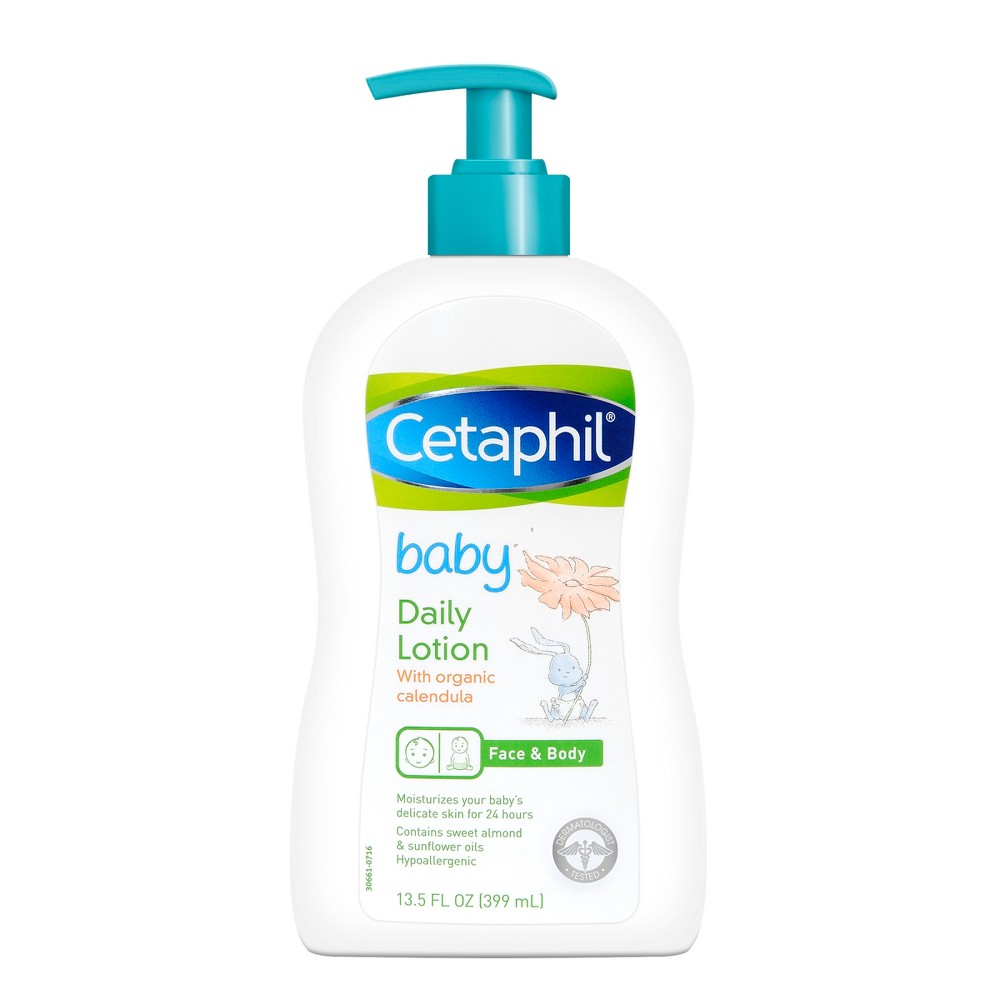 Cetaphil®
baby
Daily
Lotion
With organic
calendula
Face & Body
Moisturizes your baby's
delicate skin for 24 hours
Contains sweet almond
& sunflower oils
Hypoallergenic
DERMATOLOGIST
• TESTED •
30661-0716
13.5 FL OZ (399 mL)